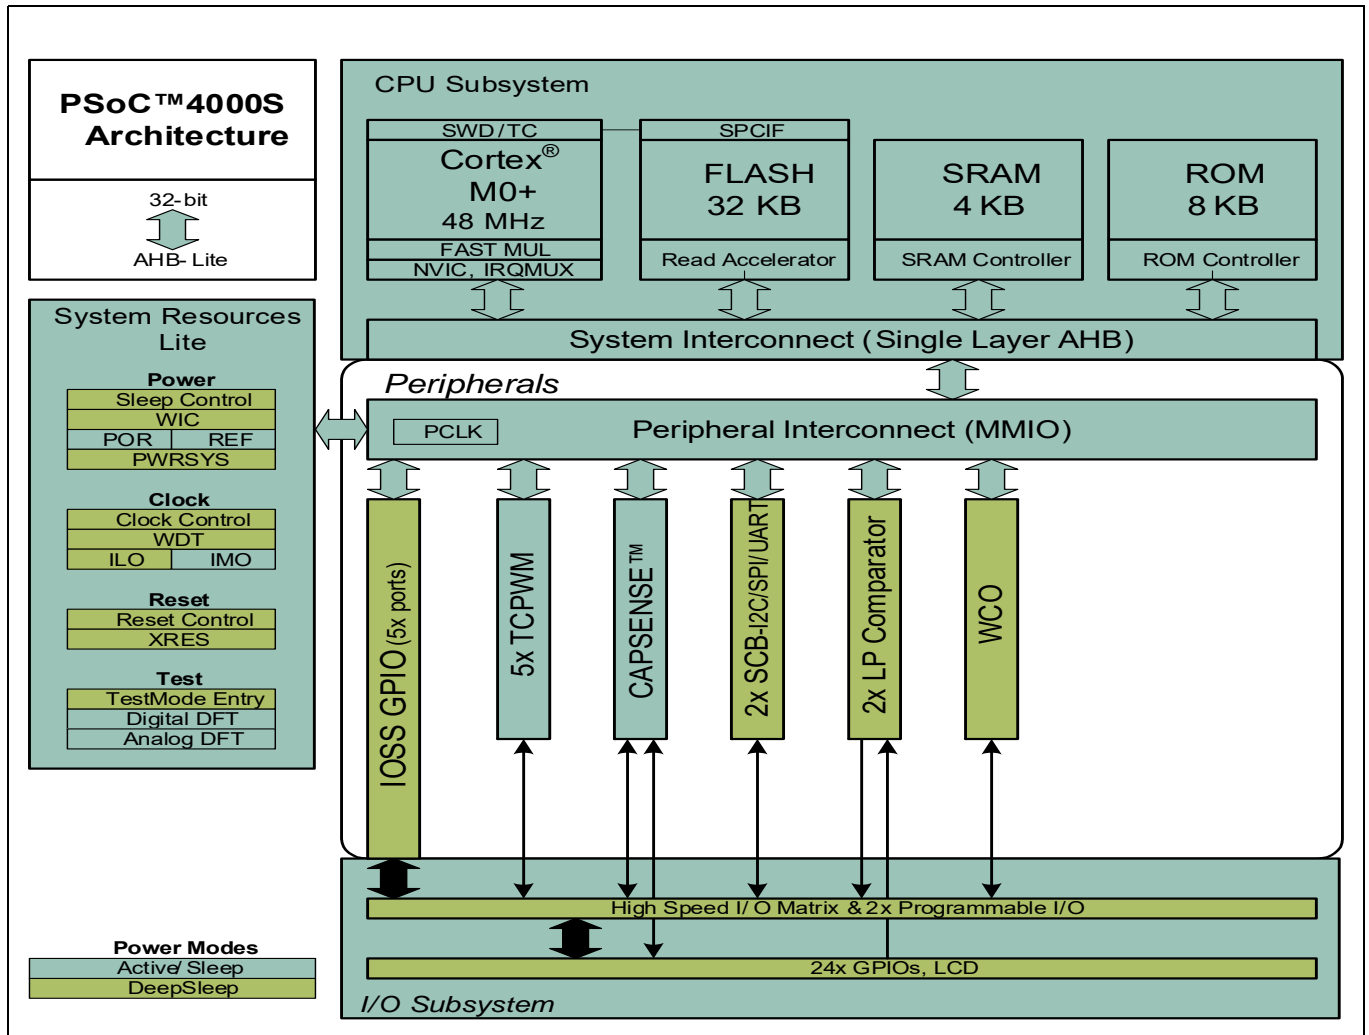 PSoC™4000S
Architecture
32-bit
AHB- Lite
CPU Subsystem
SWD/TC
Cortex®
M0+
48 MHz
FAST MUL
NVIC, IRQMUX
SPCIF
FLASH
32 KB
Read Accelerator
SRAM
4 KB
SRAM Controller
ROM
8 KB
ROM Controller
System Interconnect (Single Layer AHB)
System Resources
Lite
Power
Sleep Control
WIC
POR REF
PWRSYS
Clock
Clock Control
WDT
ILO IMO
Reset
Reset Control
XRES
Test
TestMode Entry
Digital DFT
Analog DFT
Peripherals
PCLK
Peripheral Interconnect (MMIO)
IOSS GPIO (5x ports)
5x TCPWM
CAPSENSE™
2x SCB-I2C/SPI/UART
2x LP Comparator
WCO
High Speed I/O Matrix & 2x Programmable I/O
24x GPIOs, LCD
I/O Subsystem
Power Modes
Active/ Sleep
DeepSleep